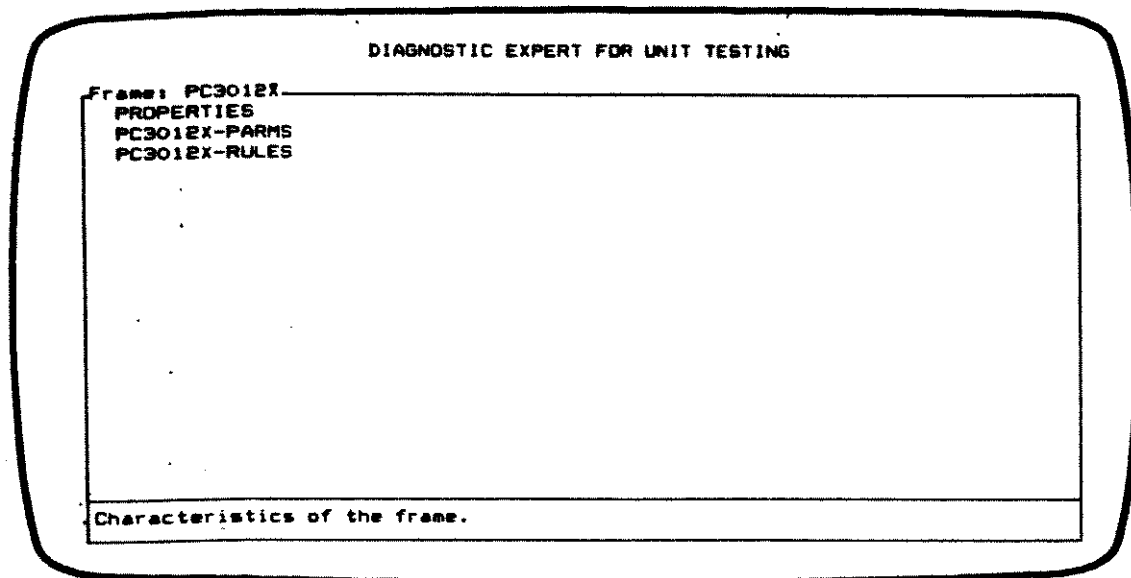 DIAGNOSTIC EXPERT FOR UNIT TESTING
Frame: PC3012X
PROPERTIES
PC3012X-PARMS
PC3012X-RULES
Characteristics of the frame.